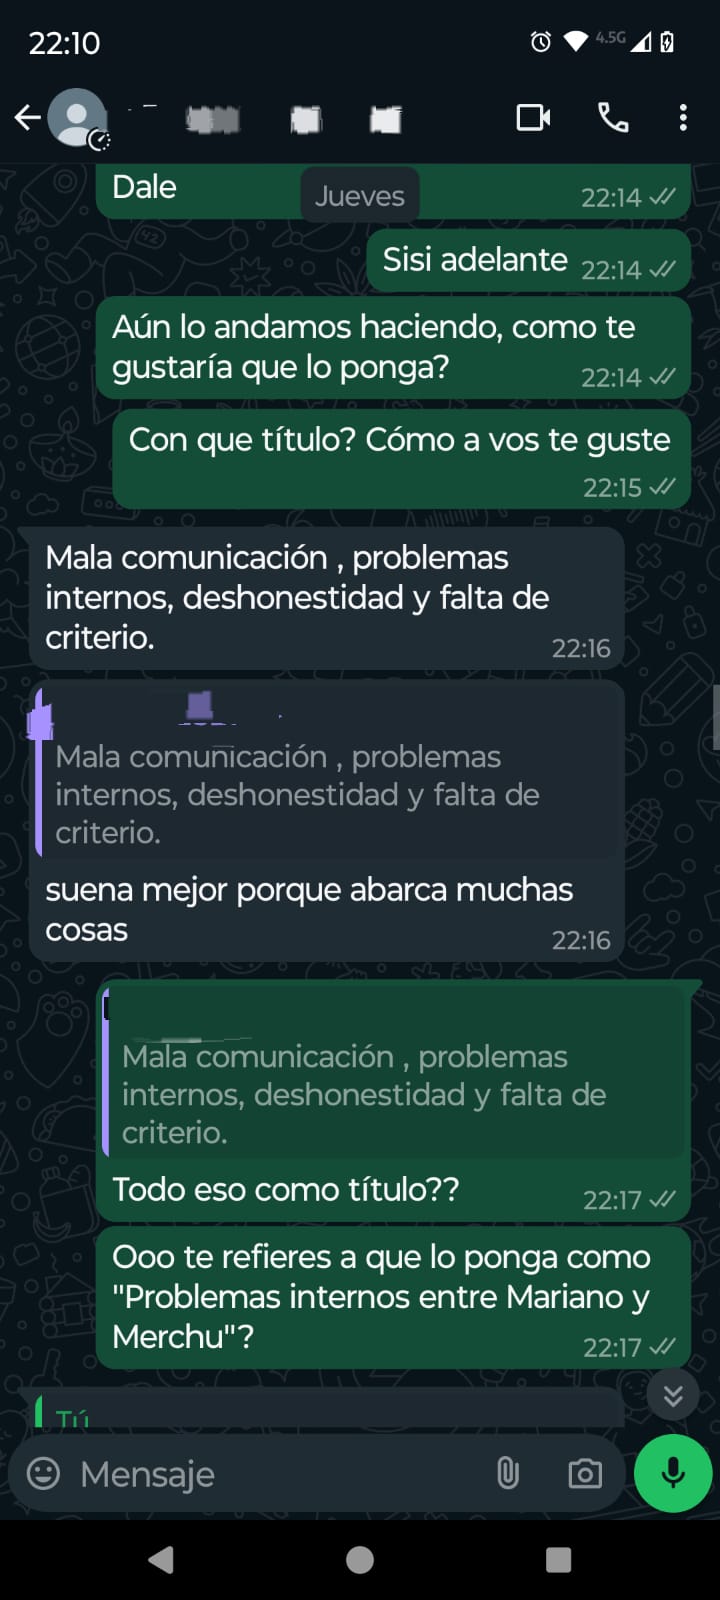 22:10
4.5G
Dale
22:14
Jueves
Sisi adelante
22:14
Aún lo andamos haciendo, como te
gustaría que lo ponga?
22:14
Con que título? Cómo a vos te guste
22:15
Mala comunicación , problemas
internos, deshonestidad y falta de
criterio.
22:16
Mala comunicación , problemas
internos, deshonestidad y falta de
criterio.
suena mejor porque abarca muchas
cosas
22:16
Mala comunicación , problemas
internos, deshonestidad y falta de
criterio.
Todo eso como título??
22:17
Ooo te refieres a que lo ponga como
"Problemas internos entre Mariano y
Merchu"?
22:17
Tú
Mensaje